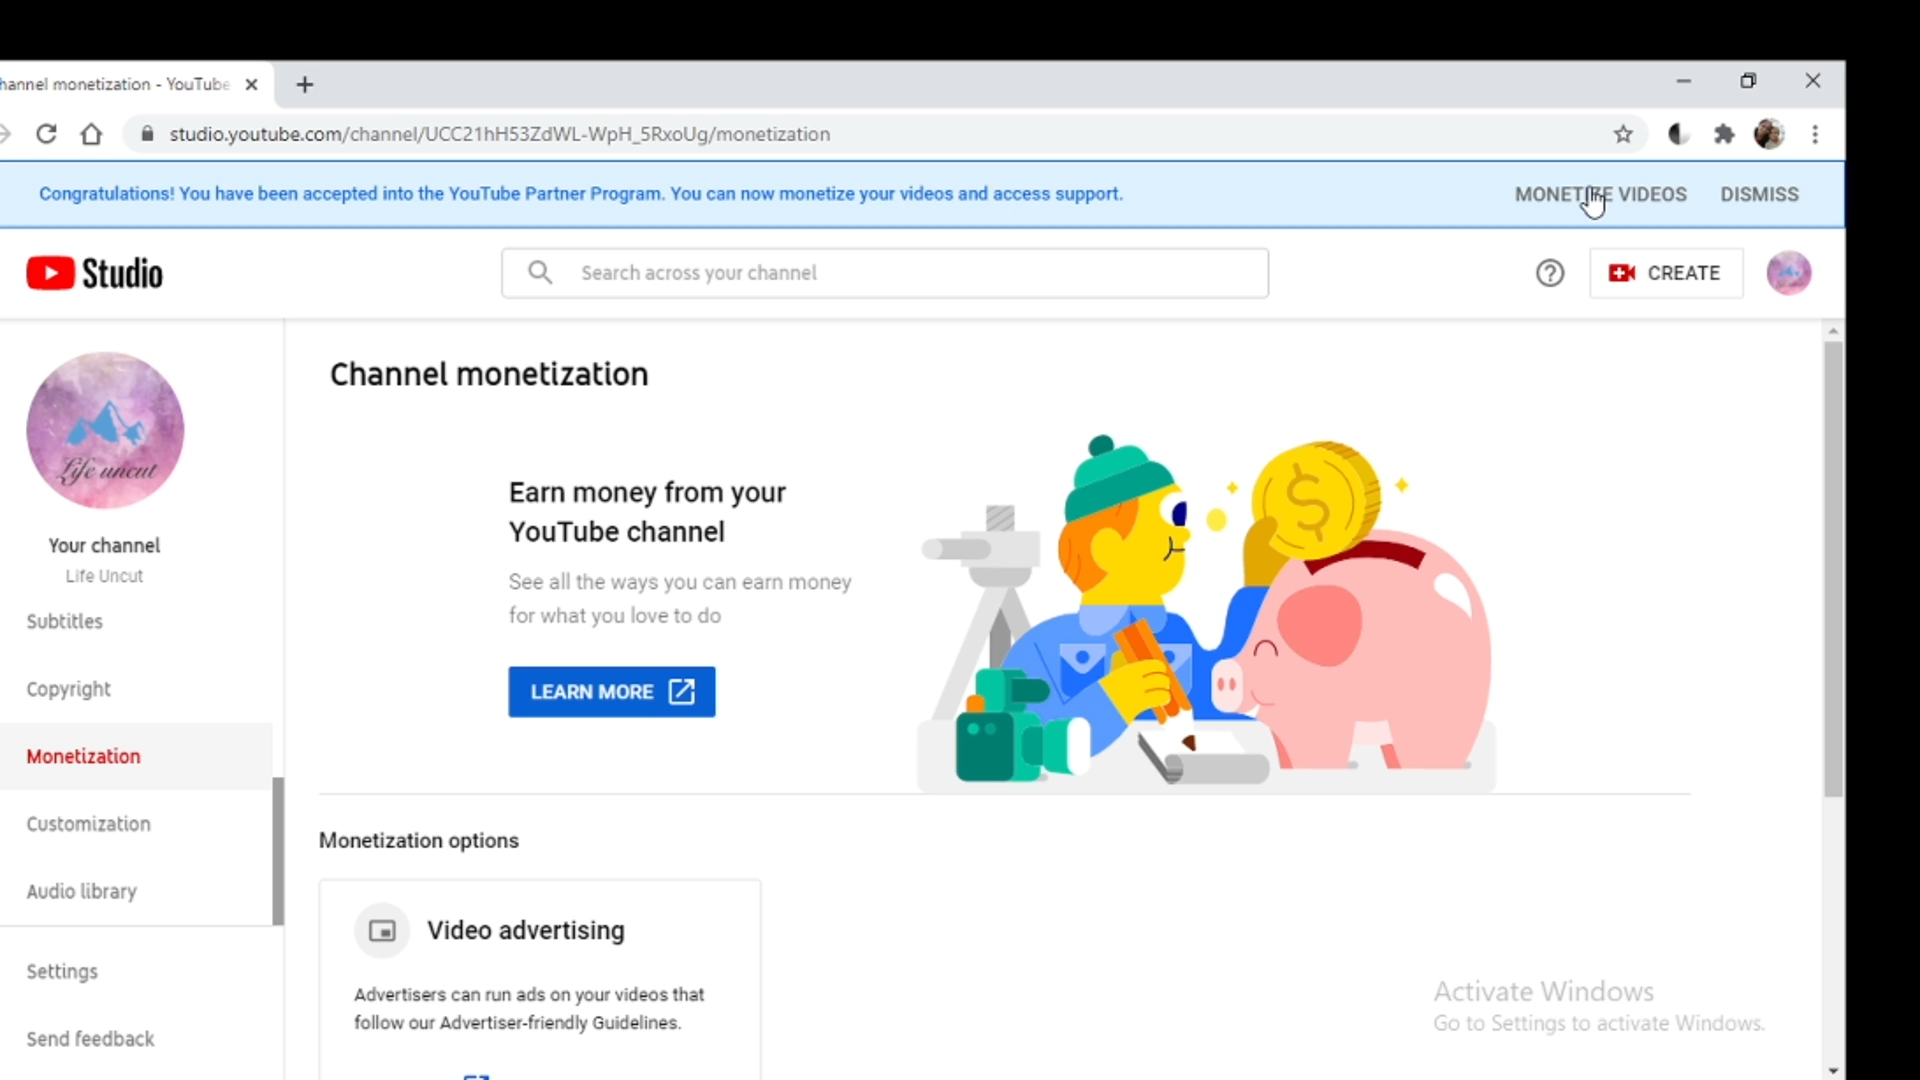 hannel monetization - YouTube
studio.youtube.com/channel/UCC21hH53ZdWL-WpH_5RxoUg/monetization
Congratulations! You have been accepted into the YouTube Partner Program. You can now monetize your videos and access support.
MONETIZE VIDEOS
DISMISS
Studio
Search across your channel
CREATE
Life uncut
Your channel
Life Uncut
Subtitles
Copyright
Monetization
Customization
Audio library
Settings
Send feedback
Channel monetization
Earn money from your
YouTube channel
See all the ways you can earn money
for what you love to do
LEARN MORE
Monetization options
Video advertising
Advertisers can run ads on your videos that
follow our Advertiser-friendly Guidelines.
Activate Windows
Go to Settings to activate Windows.